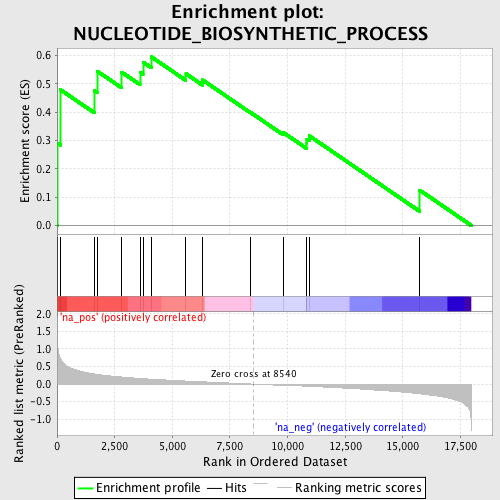 Enrichment plot:
NUCLEOTIDE_BIOSYNTHETIC_PROCESS
Enrichment score (ES)
0.6
0.5
0.4
0.3
0.2
0.1
0.0
'na_pos' (positively correlated)
Ranked list metric (PreRanked)
2.0
1.5
1.0
0.5
0.0
-0.5
-1.0
Zero cross at 8540
'na_neg' (negatively correlated)
0
2,500
5,000
7,500
10,000
12,500
15,000
17,500
Rank in Ordered Dataset
Enrichment profile
Hits
Ranking metric scores